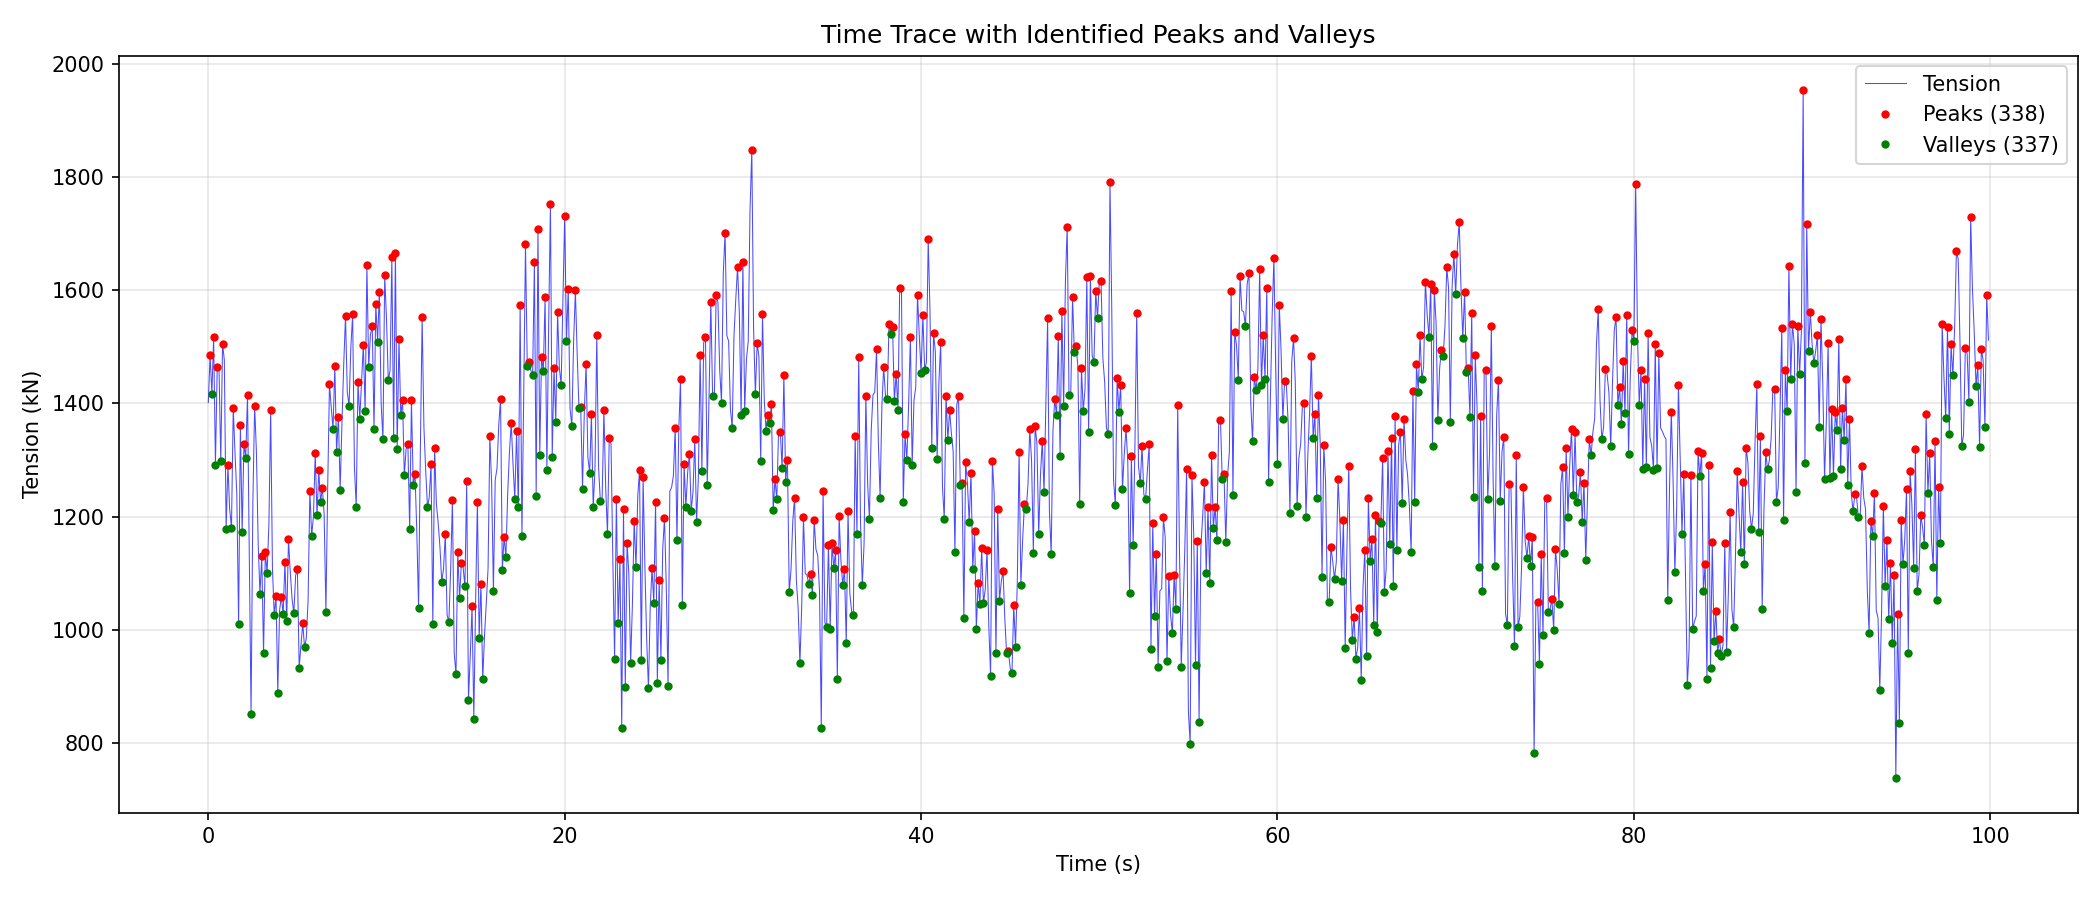 Time Trace with Identified Peaks and Valleys
Tension (kN)
2000
1800
1600
1400
1200
1000
800
Tension
Peaks (338)
Valleys (337)
0
20
40
60
80
100
Time (s)